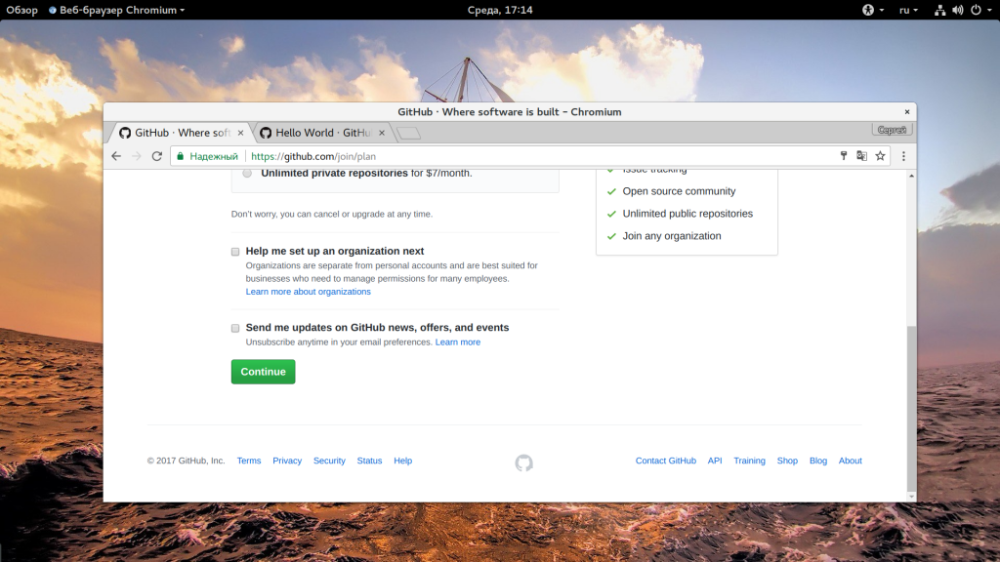 Обзор Веб-браузер Chromium Среда, 17:14 ru
GitHub · Where software is built - Chromium
GitHub · Where soft Hello World · GitHu Сергей
Надежный https://github.com/join/plan
Unlimited private repositories for $7/month.
Don't worry, you can cancel or upgrade at any time.
Help me set up an organization next
Organizations are separate from personal accounts and are best suited for
businesses who need to manage permissions for many employees.
Learn more about organizations
Send me updates on GitHub news, offers, and events
Unsubscribe anytime in your email preferences. Learn more
Continue
Issue tracking
Open source community
Unlimited public repositories
Join any organization
© 2017 GitHub, Inc. Terms Privacy Security Status Help Contact GitHub API Training Shop Blog About